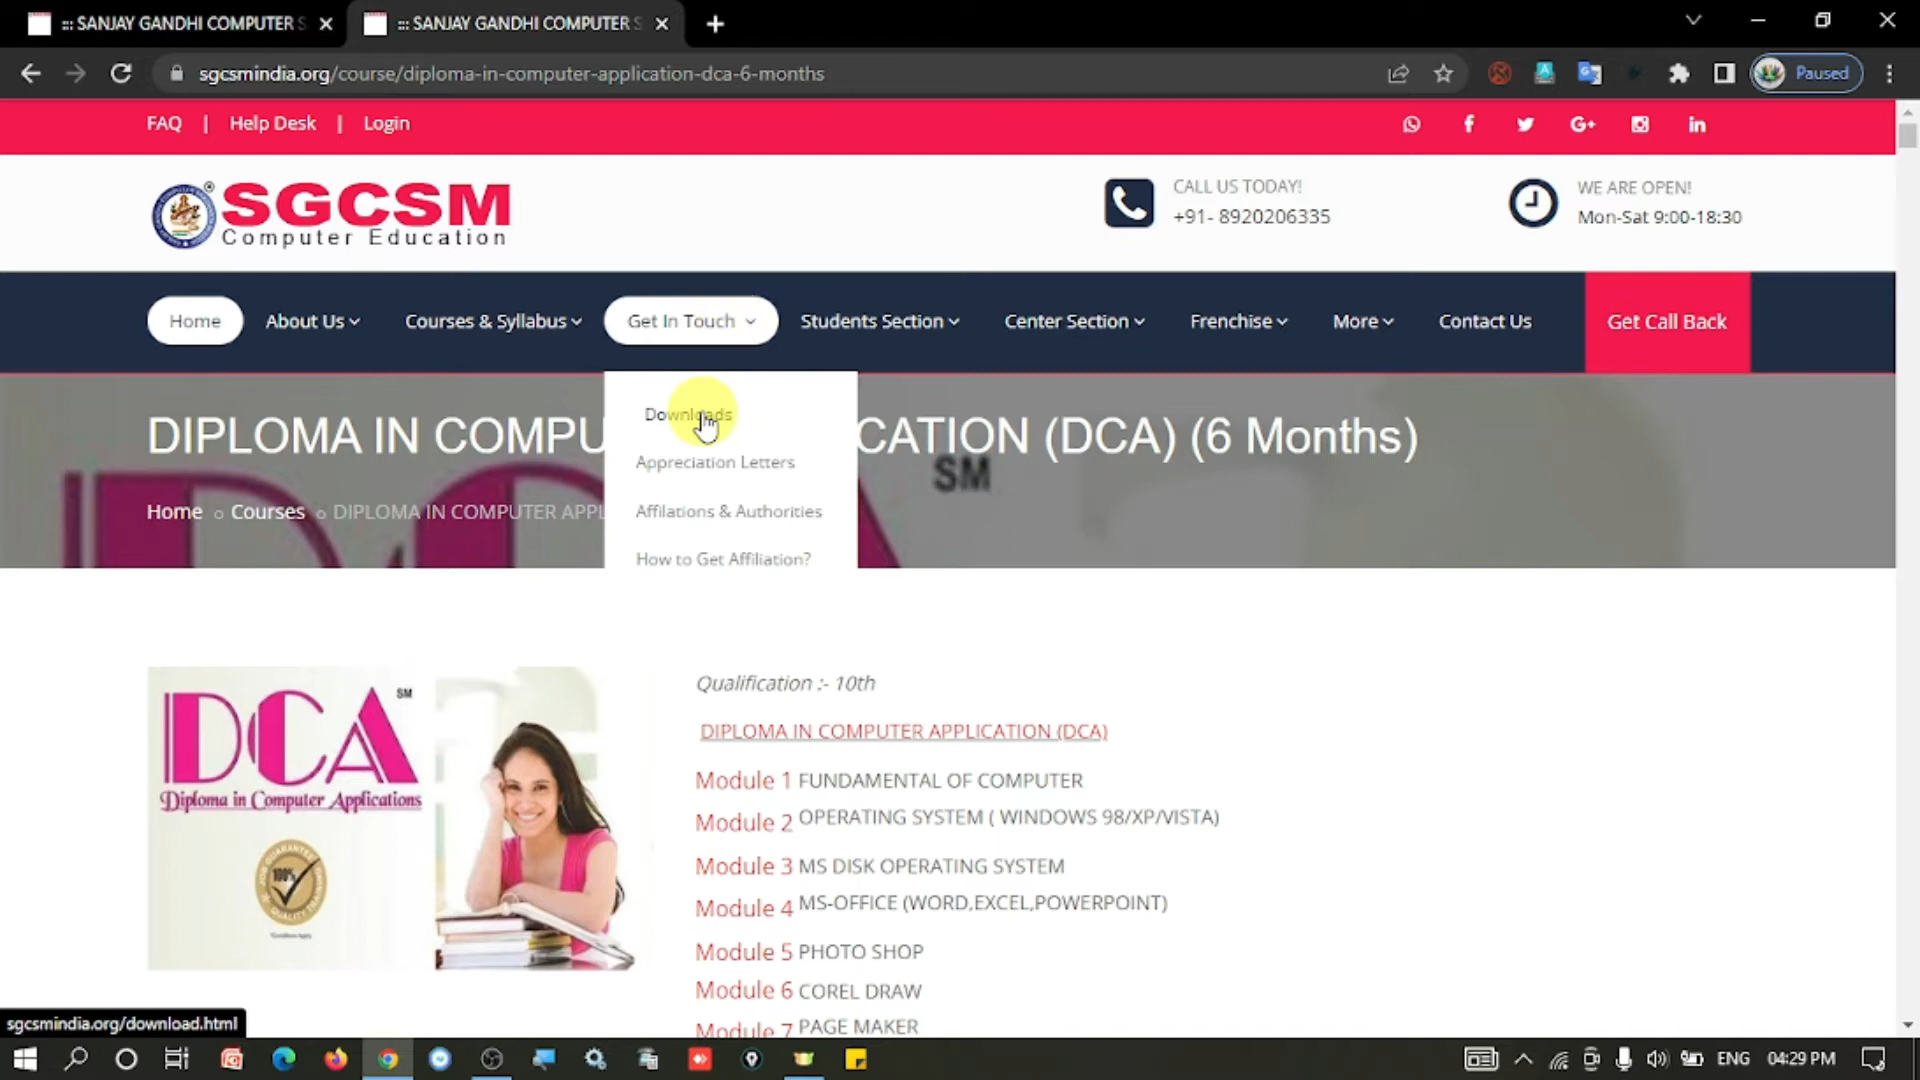 ::: SANJAY GANDHI COMPUTER S
::: SANJAY GANDHI COMPUTER S
sgcsmindia.org/course/diploma-in-computer-application-dca-6-months
Paused
FAQ | Help Desk | Login
SGCSM
Computer Education
CALL US TODAY!
+91- 8920206335
WE ARE OPEN!
Mon-Sat 9:00-18:30
Home About Us Courses & Syllabus Get In Touch Students Section Center Section Frenchise More Contact Us Get Call Back
Downloads
Appreciation Letters
Affilations & Authorities
How to Get Affiliation?
DIPLOMA IN COMPU CATION (DCA) (6 Months)
SM
Home o Courses o DIPLOMA IN COMPUTER APPL
DCA SM
Diploma in Computer Applications
100%
Qualification :- 10th
DIPLOMA IN COMPUTER APPLICATION (DCA)
Module 1 FUNDAMENTAL OF COMPUTER
Module 2 OPERATING SYSTEM ( WINDOWS 98/XP/VISTA)
Module 3 MS DISK OPERATING SYSTEM
Module 4 MS-OFFICE (WORD,EXCEL,POWERPOINT)
Module 5 PHOTO SHOP
Module 6 COREL DRAW
Module 7 PAGE MAKER
sgcsmindia.org/download.html
ENG 04:29 PM